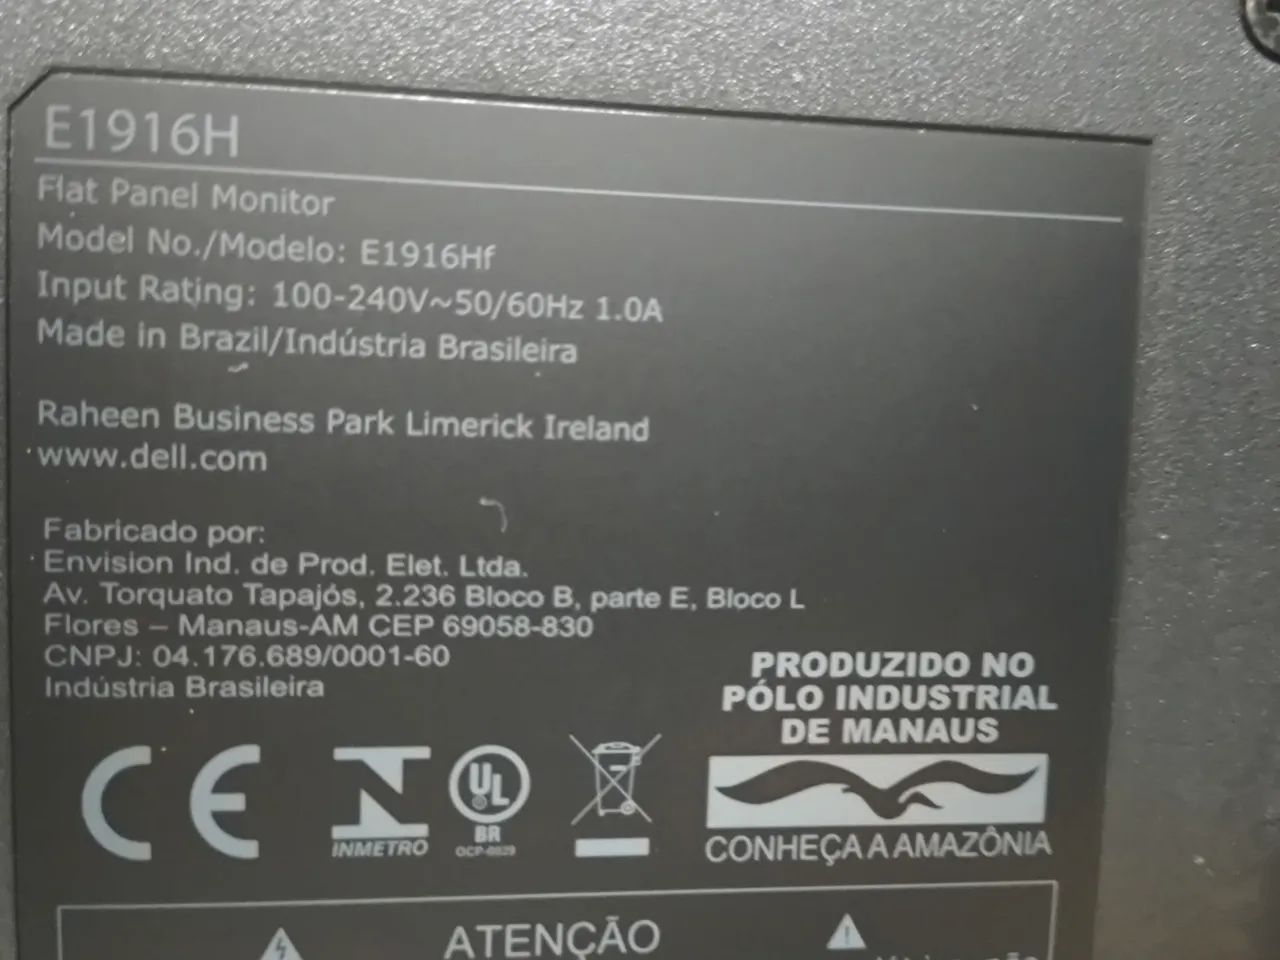 E1916H
Flat Panel Monitor
Model No./Modelo: E1916Hf
Input Rating: 100-240V~50/60Hz 1.0A
Made in Brazil/Indústria Brasileira
Raheen Business Park Limerick Ireland
www.dell.com
Fabricado por:
Envision Ind. de Prod. Elet. Ltda.
Av. Torquato Tapajós, 2.236 Bloco B, parte E, Bloco L
Flores – Manaus-AM CEP 69058-830
CNPJ: 04.176.689/0001-60
Indústria Brasileira
PRODUZIDO NO
PÓLO INDUSTRIAL
DE MANAUS
CONHEÇA A AMAZÔNIA
CE
INMETRO
UL
BR
OCP-0029
ATENÇÃO